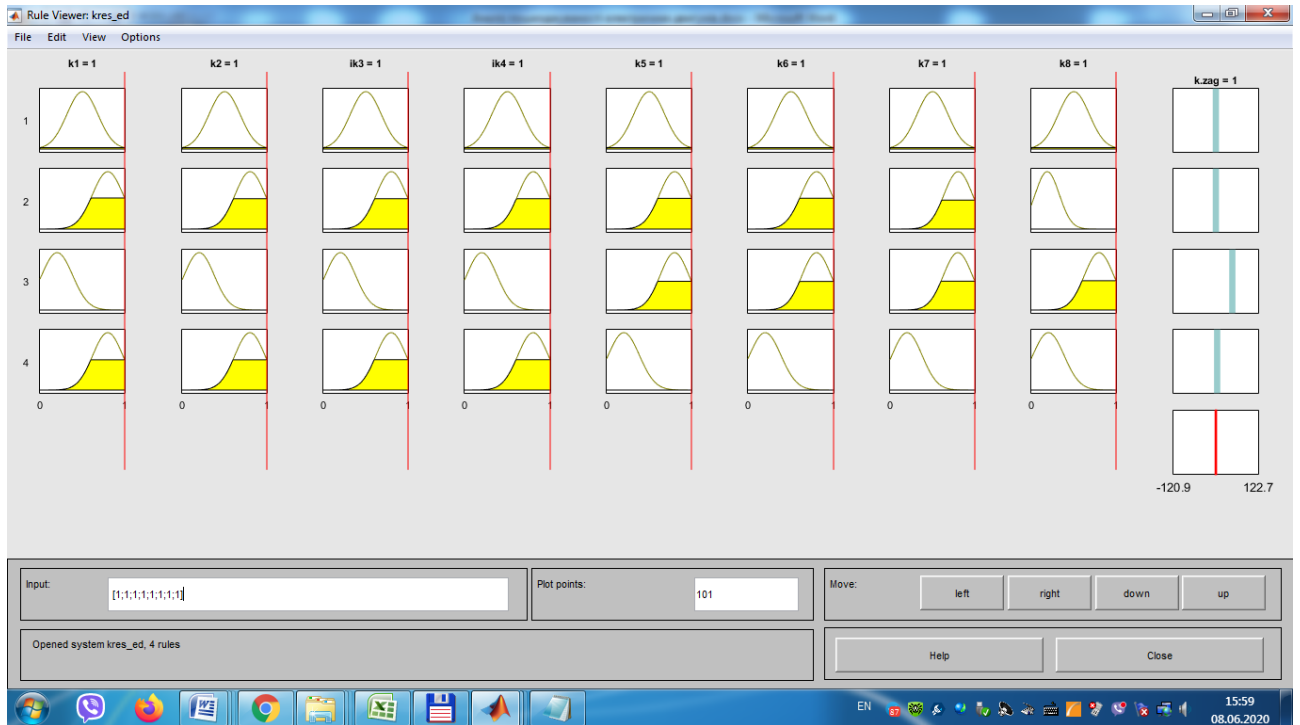 Rule Viewer: kres_ed
File Edit View Options
k1 = 1 k2 = 1 ik3 = 1 ik4 = 1 k5 = 1 k6 = 1 k7 = 1 k8 = 1
k.zag = 1
1
2
3
4
0 1 0 1 0 1 0 1 0 1 0 1 0 1 0 1
-120.9 122.7
Input: [1;1;1;1;1;1;1;1] Plot points: 101 Move: left right down up
Opened system kres_ed, 4 rules Help Close
EN 87 15:59
08.06.2020